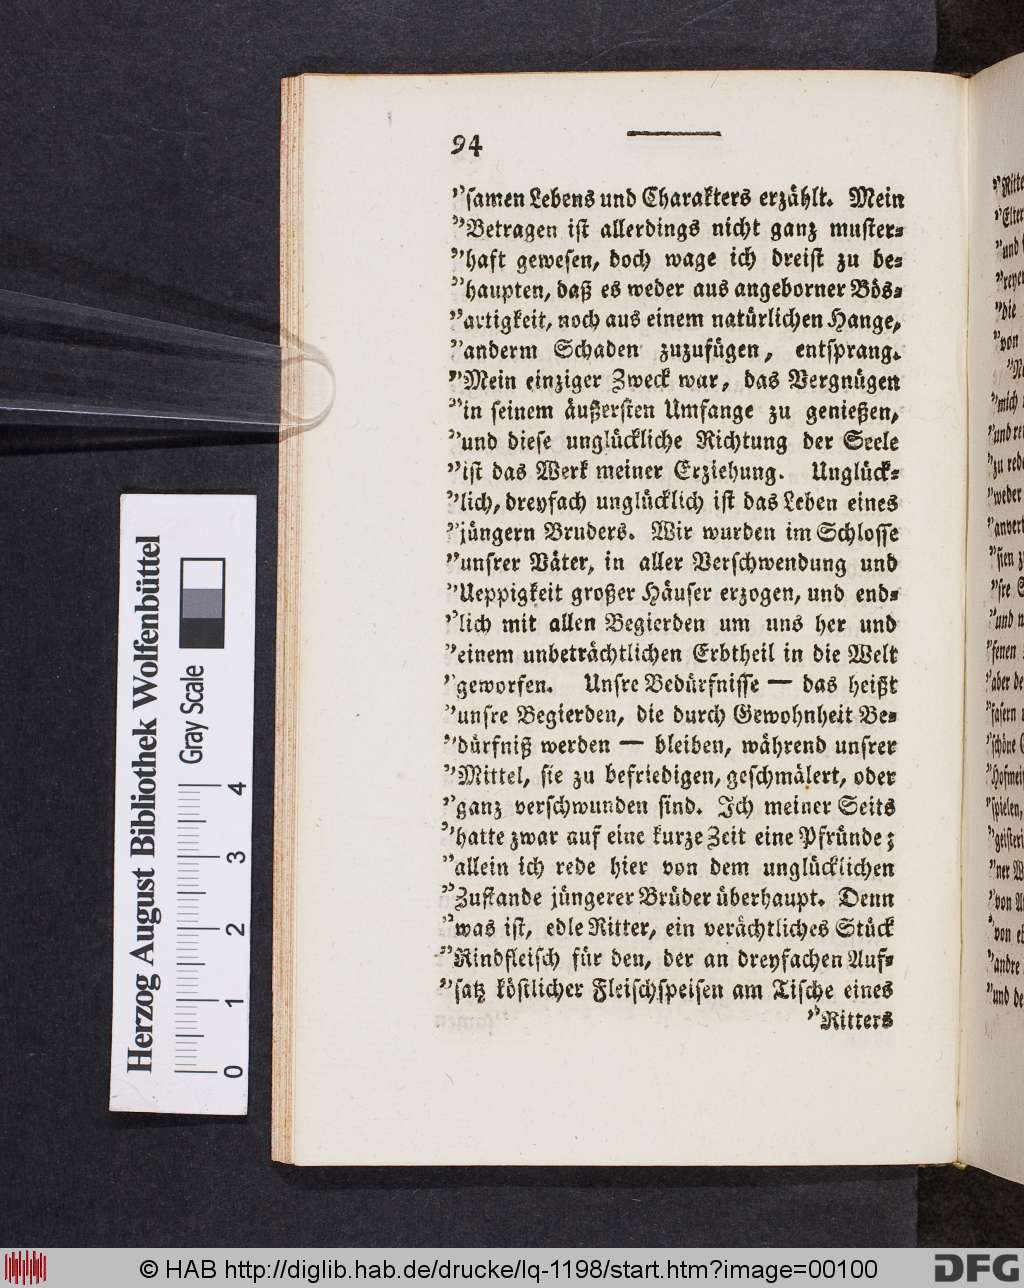 94
"samen Lebens und Charakters erzählt. Mein
"Betragen ist allerdings nicht ganz muster-
"haft gewesen, doch wage ich dreist zu be-
"haupten, daß es weder aus angeborner Bös-
"artigkeit, noch aus einem natürlichen Hange,
"anderm Schaden zuzufügen, entsprang.
"Mein einziger Zweck war, das Vergnügen
"in seinem äußersten Umfange zu genießen,
"und diese unglückliche Richtung der Seele
"ist das Werk meiner Erziehung. Unglück-
"lich, dreyfach unglücklich ist das Leben eines
"jüngern Bruders. Wir wurden im Schlosse
"unsrer Väter, in aller Verschwendung und
"Ueppigkeit großer Häuser erzogen, und end-
"lich mit allen Begierden um uns her und
"einem unbeträchtlichen Erbtheil in die Welt
"geworfen. Unsre Bedürfnisse — das heißt
"unsre Begierden, die durch Gewohnheit Be-
"dürfniß werden — bleiben, während unsrer
"Mittel, sie zu befriedigen, geschmälert, oder
"ganz verschwunden sind. Ich meiner Seits
"hatte zwar auf eine kurze Zeit eine Pfründe;
"allein ich rede hier von dem unglücklichen
"Zustande jüngerer Brüder überhaupt. Denn
"was ist, edle Ritter, ein verächtliches Stück
"Rindfleisch für den, der an dreyfachen Auf-
"satz köstlicher Fleischspeisen am Tische eines
"Ritters
Herzog August Bibliothek Wolfenbüttel
Gray Scale
0 1 2 3 4
© HAB http://diglib.hab.de/drucke/lq-1198/start.htm?image=00100
DFG